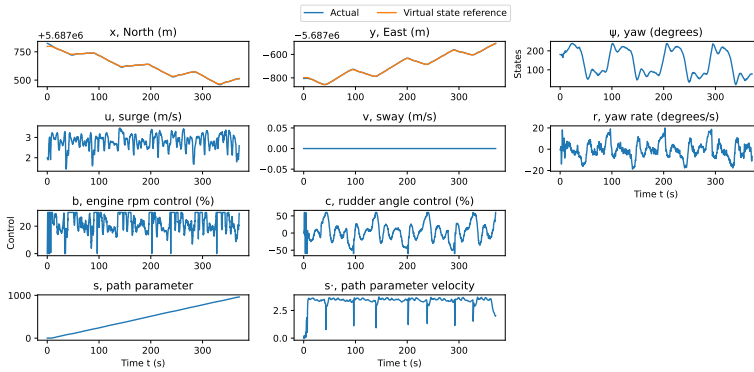 Actual Virtual state reference
x, North (m)
+5.687e6
750
500
0 100 200 300
y, East (m)
−5.687e6
−600
−800
0 100 200 300
ψ, yaw (degrees)
States
200
100
0 100 200 300
u, surge (m/s)
3
2
0 100 200 300
v, sway (m/s)
0.05
0.00
−0.05
0 100 200 300
r, yaw rate (degrees/s)
20
0
−20
0 100 200 300
Time t (s)
b, engine rpm control (%)
Control
20
0
0 100 200 300
c, rudder angle control (%)
50
0
−50
0 100 200 300
s, path parameter
1000
0
0 100 200 300
Time t (s)
s·, path parameter velocity
2.5
0.0
0 100 200 300
Time t (s)